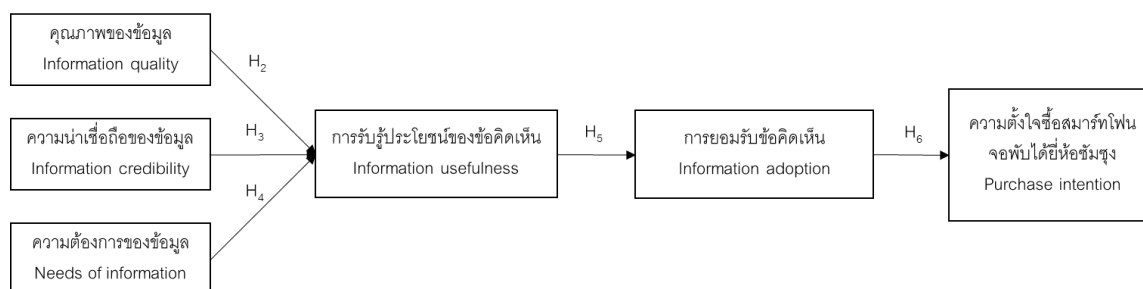 คุณภาพของข้อมูล
Information quality
H2
ความน่าเชื่อถือของข้อมูล
Information credibility
H3
ความต้องการของข้อมูล
Needs of information
H4
การรับรู้ประโยชน์ของข้อคิดเห็น
Information usefulness
H5
การยอมรับข้อคิดเห็น
Information adoption
H6
ความตั้งใจซื้อสมาร์ทโฟน
จอพับได้ยี่ห้อซัมซุง
Purchase intention